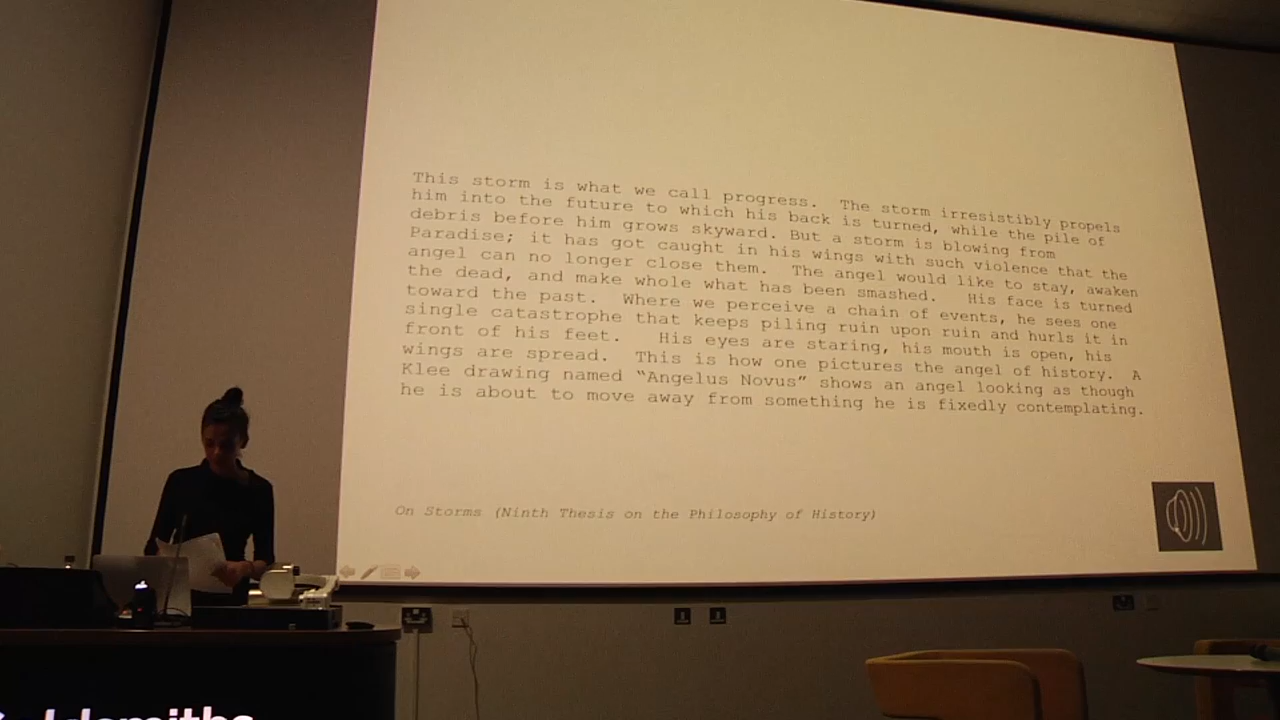 This storm is what we call progress.  The storm irresistibly propels
him into the future to which his back is turned, while the pile of
debris before him grows skyward. But a storm is blowing from
Paradise; it has got caught in his wings with such violence that the
angel can no longer close them.  The angel would like to stay, awaken
the dead, and make whole what has been smashed.  His face is turned
toward the past.  Where we perceive a chain of events, he sees one
single catastrophe that keeps piling ruin upon ruin and hurls it in
front of his feet.  His eyes are staring, his mouth is open, his
wings are spread.  This is how one pictures the angel of history.  A
Klee drawing named “Angelus Novus” shows an angel looking as though
he is about to move away from something he is fixedly contemplating.
On Storms (Ninth Thesis on the Philosophy of History)